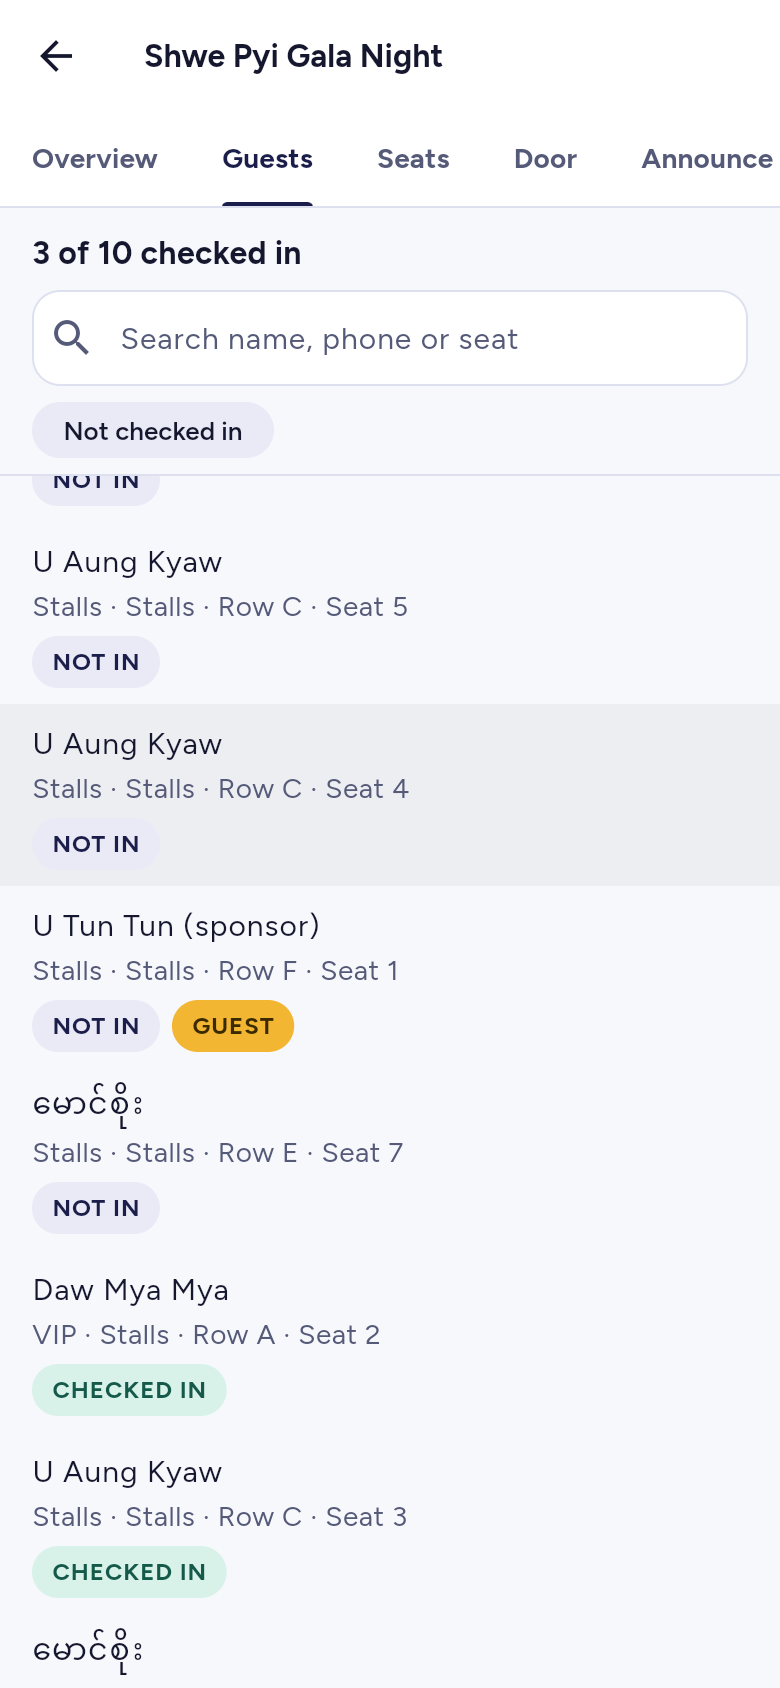 Shwe Pyi Gala Night
Overview Guests Seats Door Announce
3 of 10 checked in
Search name, phone or seat
Not checked in
NOT IN
U Aung Kyaw
Stalls · Stalls · Row C · Seat 5
NOT IN
U Aung Kyaw
Stalls · Stalls · Row C · Seat 4
NOT IN
U Tun Tun (sponsor)
Stalls · Stalls · Row F · Seat 1
NOT IN GUEST
မောင်စိုး
Stalls · Stalls · Row E · Seat 7
NOT IN
Daw Mya Mya
VIP · Stalls · Row A · Seat 2
CHECKED IN
U Aung Kyaw
Stalls · Stalls · Row C · Seat 3
CHECKED IN
မောင်စိုး